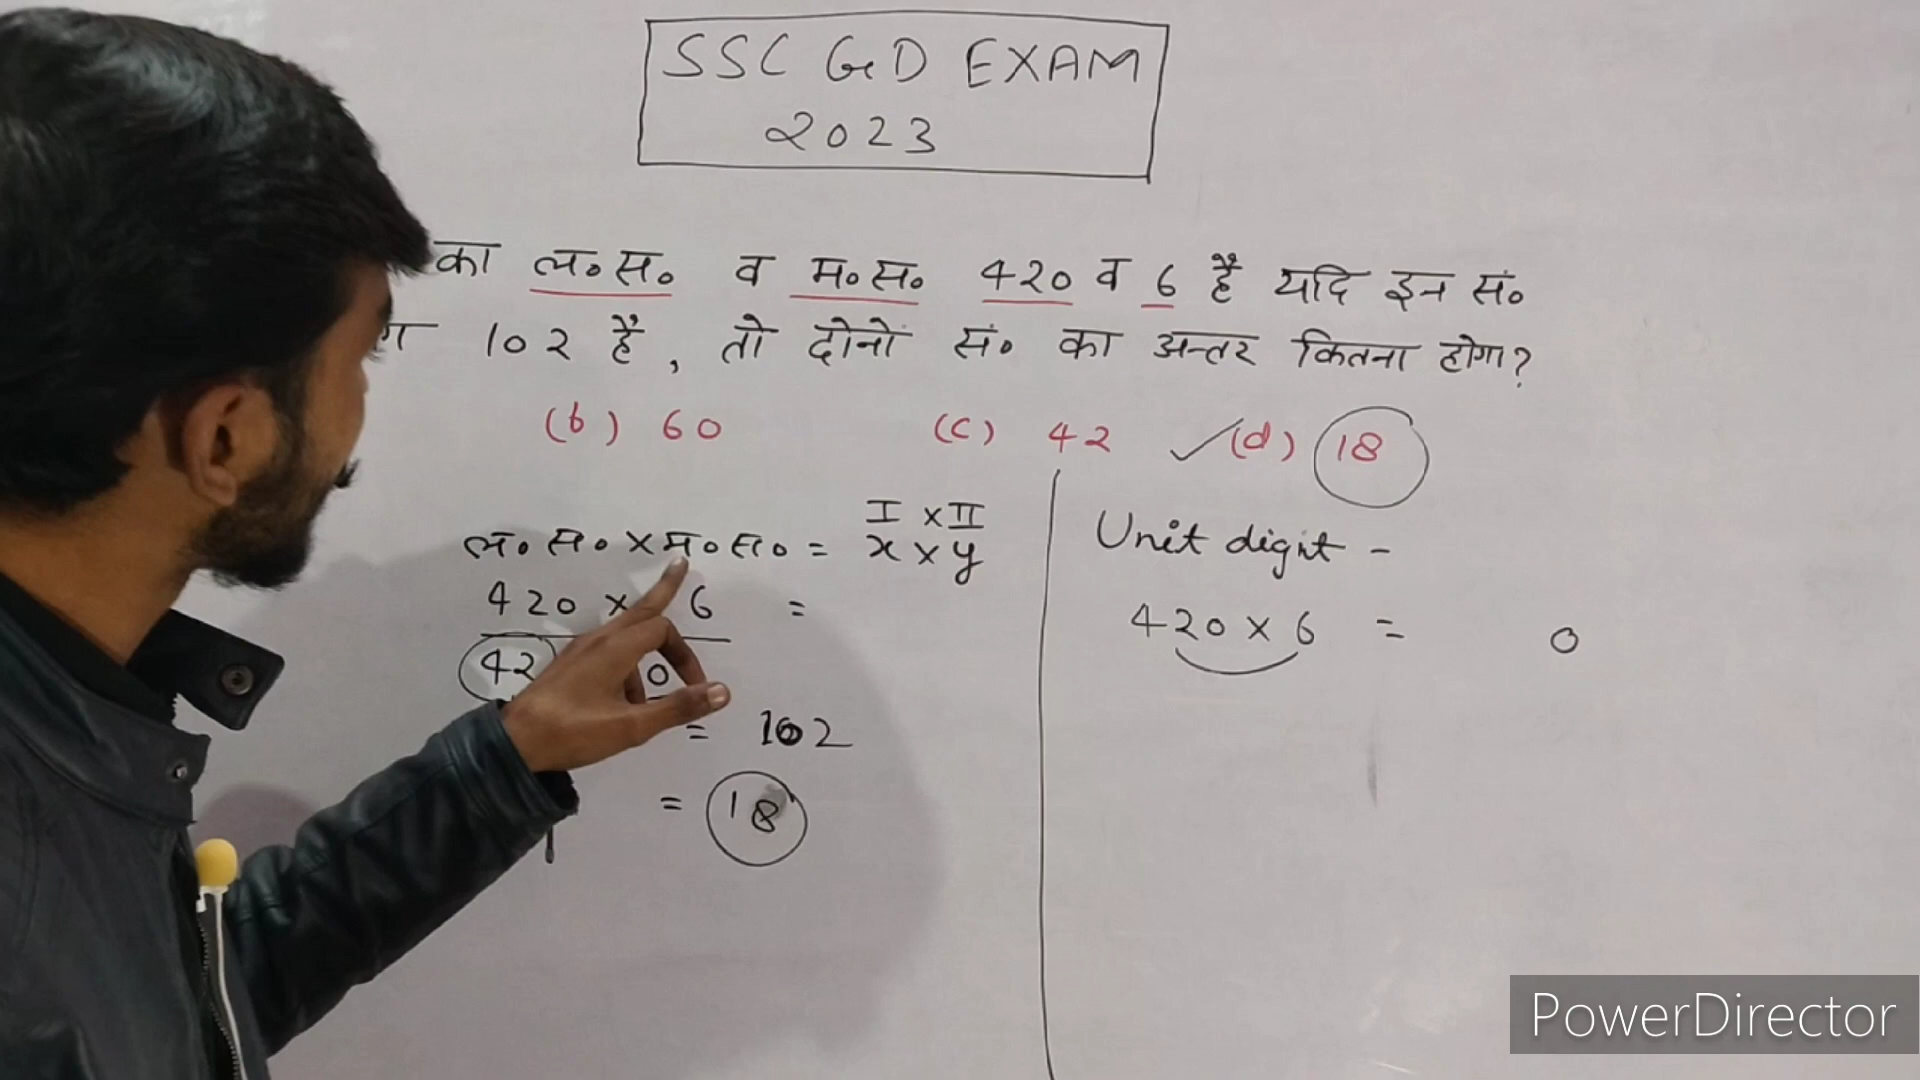 SSC GD EXAM
2023
का ल०स० व म०स० 420 व 6 है यदि इन सं०
102 है, तो दोनों सं० का अन्तर कितना होगा?
(b) 60 (c) 42 ✓(d) 18
I × II
ल०स० × म०स० = x × y
420 × 6 =
42 0
= 102
= 18
Unit digit -
420 × 6 = 0
PowerDirector